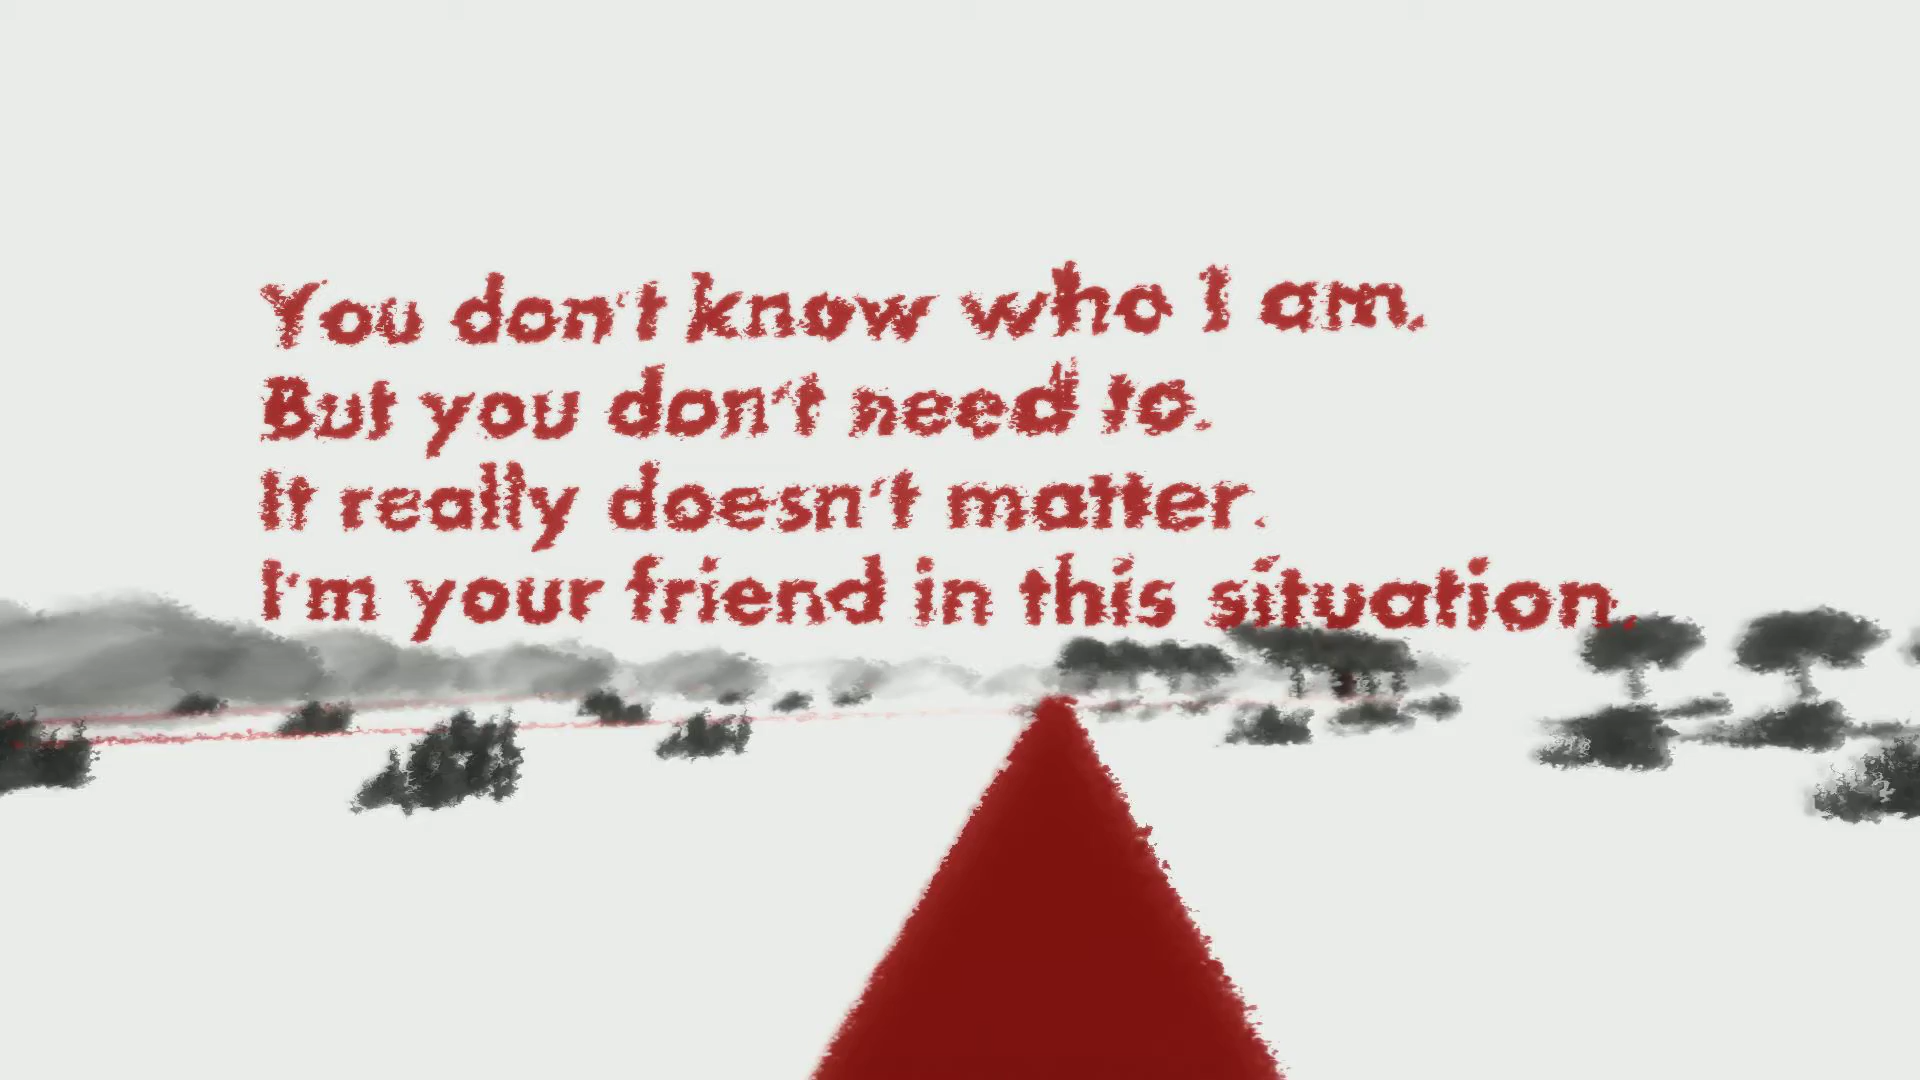 You don't know who I am.
But you don't need to.
It really doesn't matter.
I'm your friend in this situation.